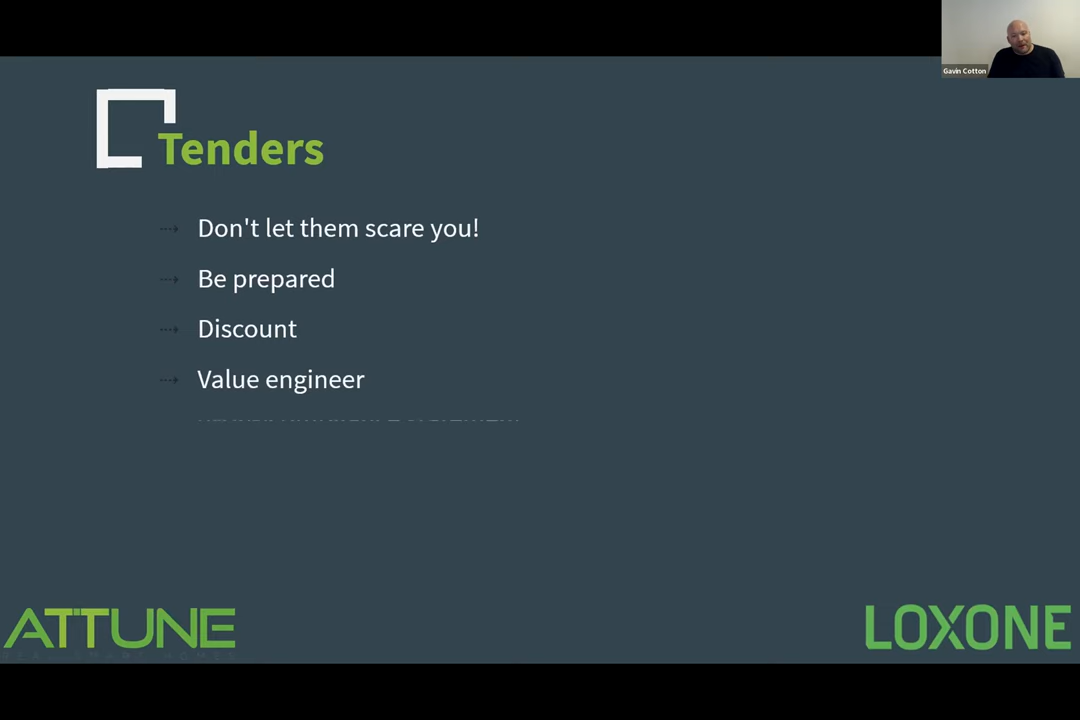 Gavin Cotton
Tenders
Don't let them scare you!
Be prepared
Discount
Value engineer
ATTUNE
LOXONE